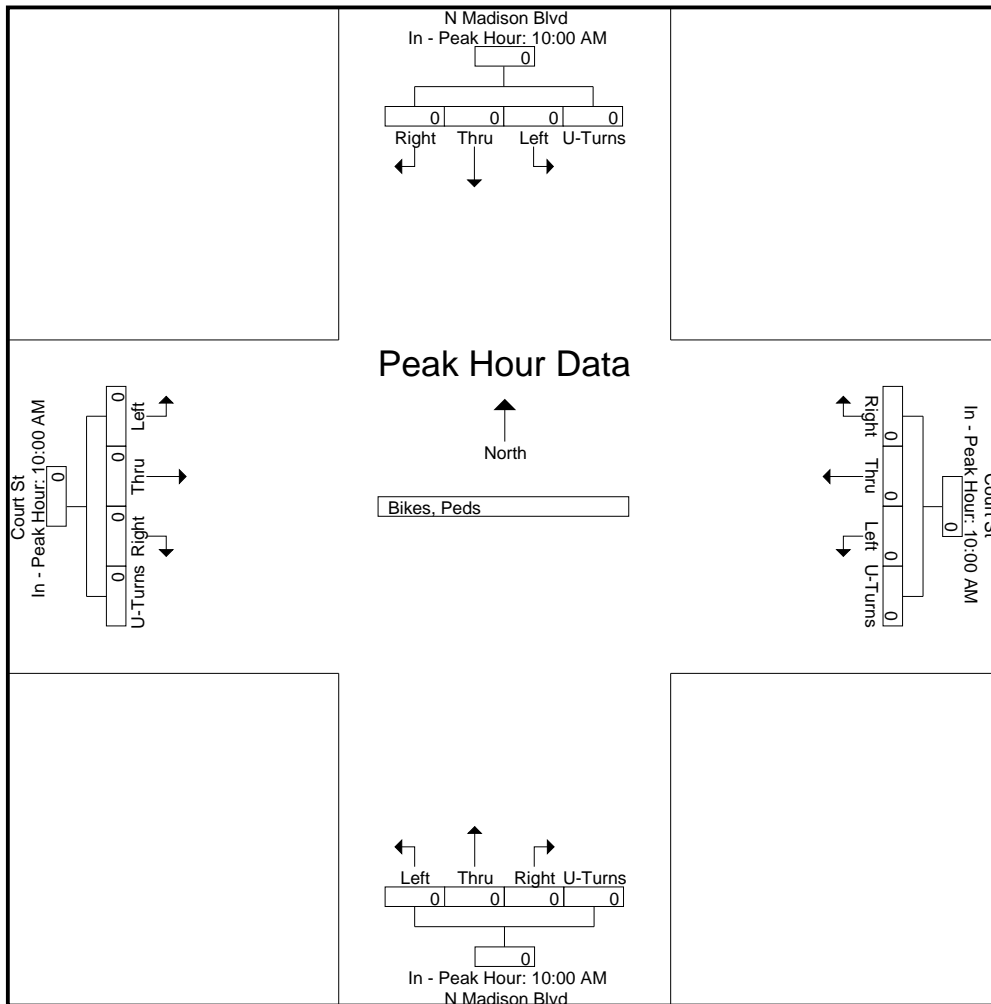 N Madison Blvd
In - Peak Hour: 10:00 AM
0
0 0 0 0
Right Thru Left U-Turns
Peak Hour Data
North
Bikes, Peds
Court St
In - Peak Hour: 10:00 AM
0
0 0 0 0
Left Thru Right U-Turns
Court St
In - Peak Hour: 10:00 AM
0
0 0 0 0
Right Thru Left U-Turns
Left Thru Right U-Turns
0 0 0 0
0
In - Peak Hour: 10:00 AM
N Madison Blvd